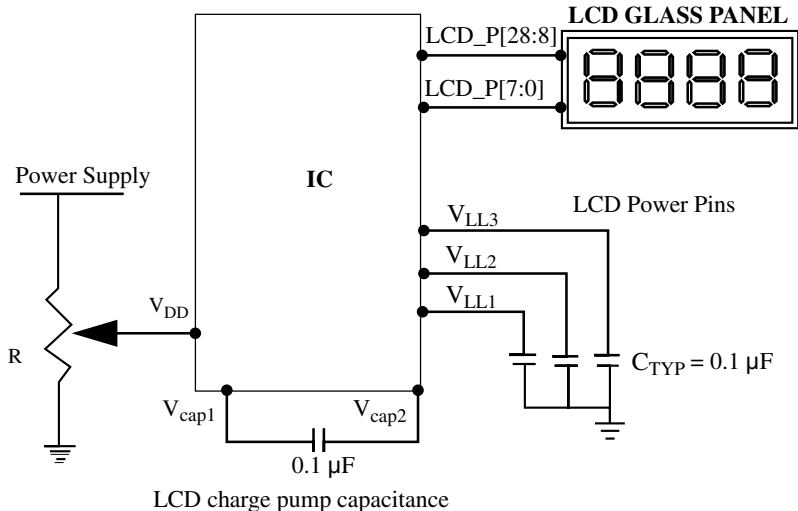 LCD GLASS PANEL
LCD_P[28:8]
LCD_P[7:0]
Power Supply
IC
LCD Power Pins
VLL3
VLL2
VLL1
VDD
R
CTYP = 0.1 µF
Vcap1
Vcap2
0.1 µF
LCD charge pump capacitance